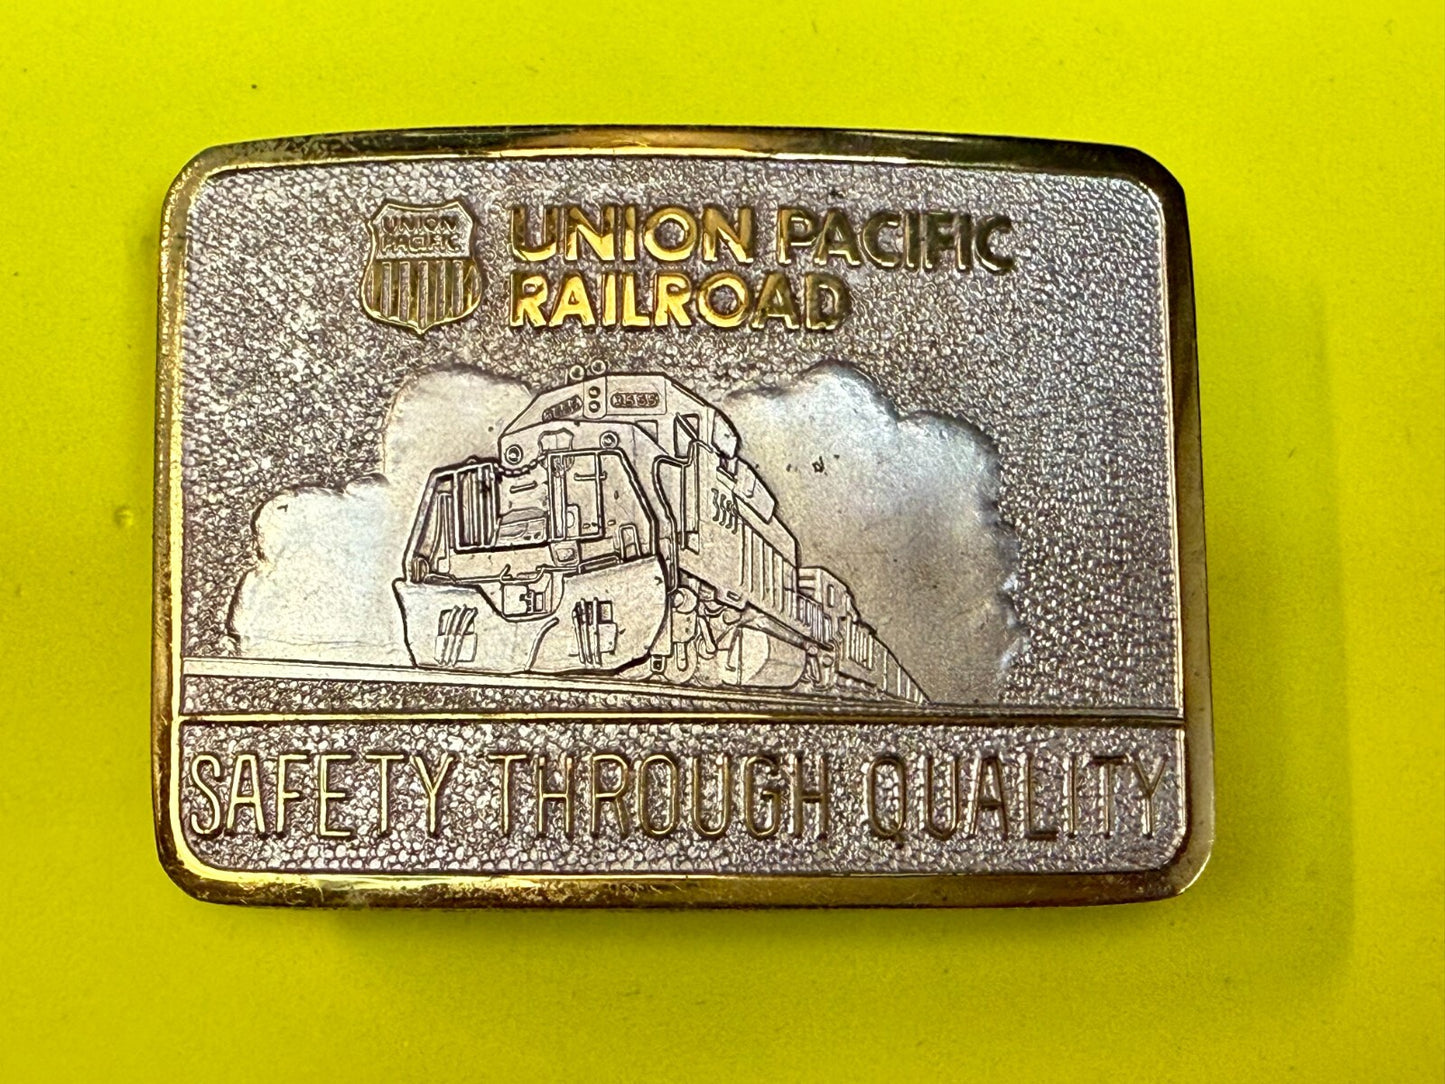 UNION
PACIFIC
UNION PACIFIC
RAILROAD
SAFETY THROUGH QUALITY